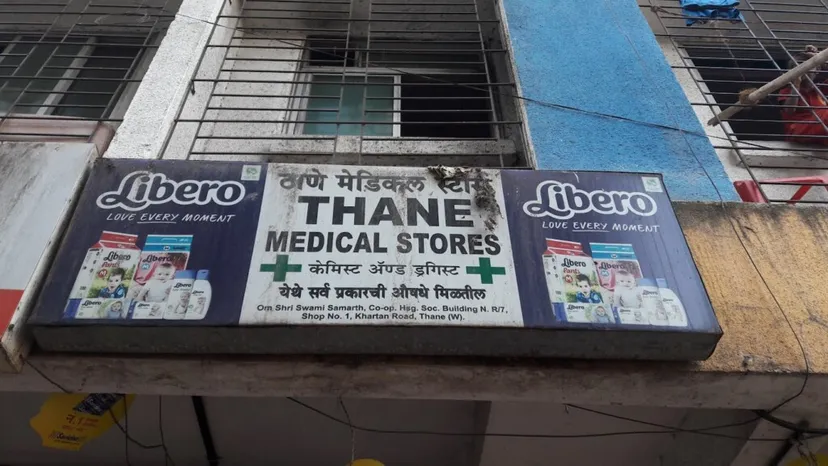 Libero
LOVE EVERY MOMENT
ठाणे मेडिकल स्टोर्स
THANE
MEDICAL STORES
केमिस्ट ॲण्ड ड्रगिस्ट
येथे सर्व प्रकारची औषधे मिळतील
Om Shri Swami Samarth, Co-op. Hsg. Soc. Building N. R/7,
Shop No. 1, Khartan Road, Thane (W).
Libero
LOVE EVERY MOMENT